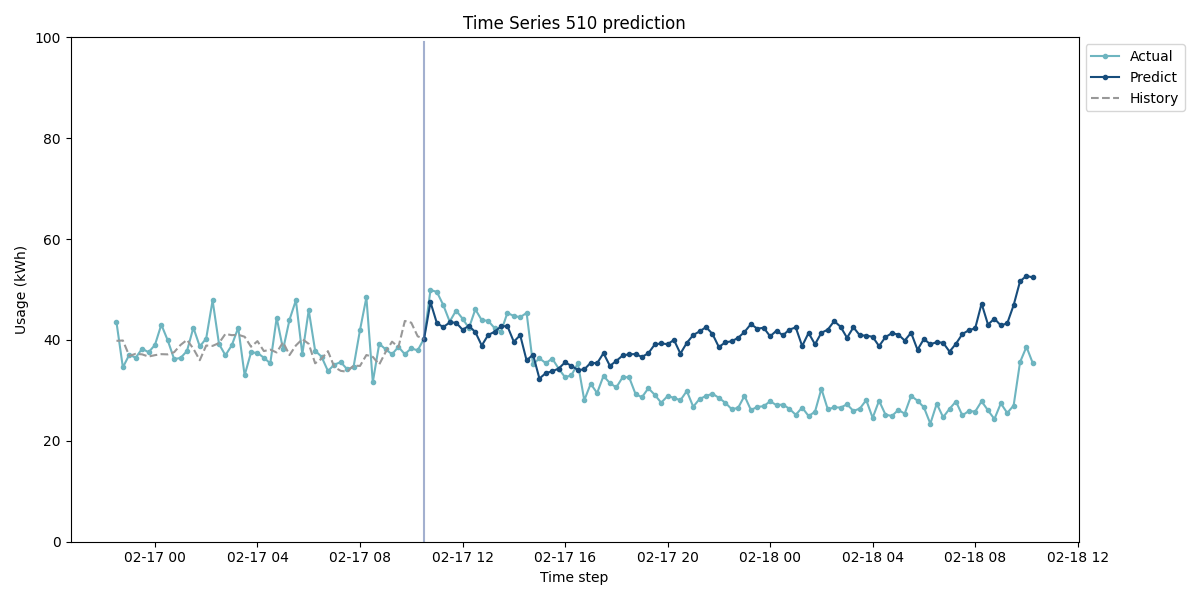 Time Series 510 prediction
100
80
60
40
20
0
Usage (kWh)
02-17 00
02-17 04
02-17 08
02-17 12
02-17 16
02-17 20
02-18 00
02-18 04
02-18 08
02-18 12
Time step
Actual
Predict
History